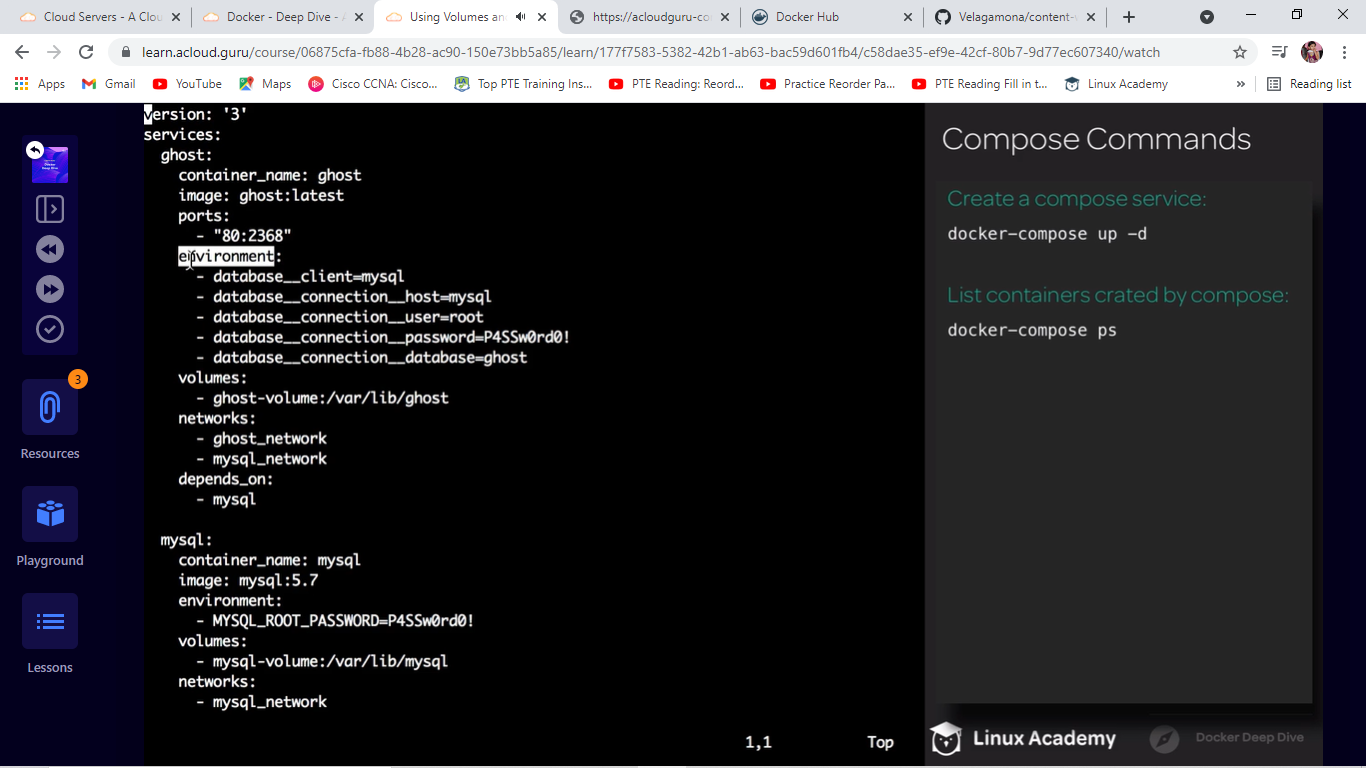 Cloud Servers - A Clou
Docker - Deep Dive - A
Using Volumes an
https://acloudguru-co
Docker Hub
Velagamona/content-
learn.acloud.guru/course/06875cfa-fb88-4b28-ac90-150e73bb5a85/learn/177f7583-5382-42b1-ab63-bac59d601fb4/c58dae35-ef9e-42cf-80b7-9d77ec607340/watch
Apps
Gmail
YouTube
Maps
Cisco CCNA: Cisco...
Top PTE Training Ins...
PTE Reading: Reord...
Practice Reorder Pa...
PTE Reading Fill in t...
Linux Academy
»
Reading list
Docker
Deep Dive
3
Resources
Playground
Lessons
version: '3'
services:
  ghost:
    container_name: ghost
    image: ghost:latest
    ports:
      - "80:2368"
    environment:
      - database__client=mysql
      - database__connection__host=mysql
      - database__connection__user=root
      - database__connection__password=P4SSw0rd0!
      - database__connection__database=ghost
    volumes:
      - ghost-volume:/var/lib/ghost
    networks:
      - ghost_network
      - mysql_network
    depends_on:
      - mysql
  mysql:
    container_name: mysql
    image: mysql:5.7
    environment:
      - MYSQL_ROOT_PASSWORD=P4SSw0rd0!
    volumes:
      - mysql-volume:/var/lib/mysql
    networks:
      - mysql_network
1,1 Top
Compose Commands
Create a compose service:
docker-compose up -d
List containers crated by compose:
docker-compose ps
Linux Academy
Docker Deep Dive